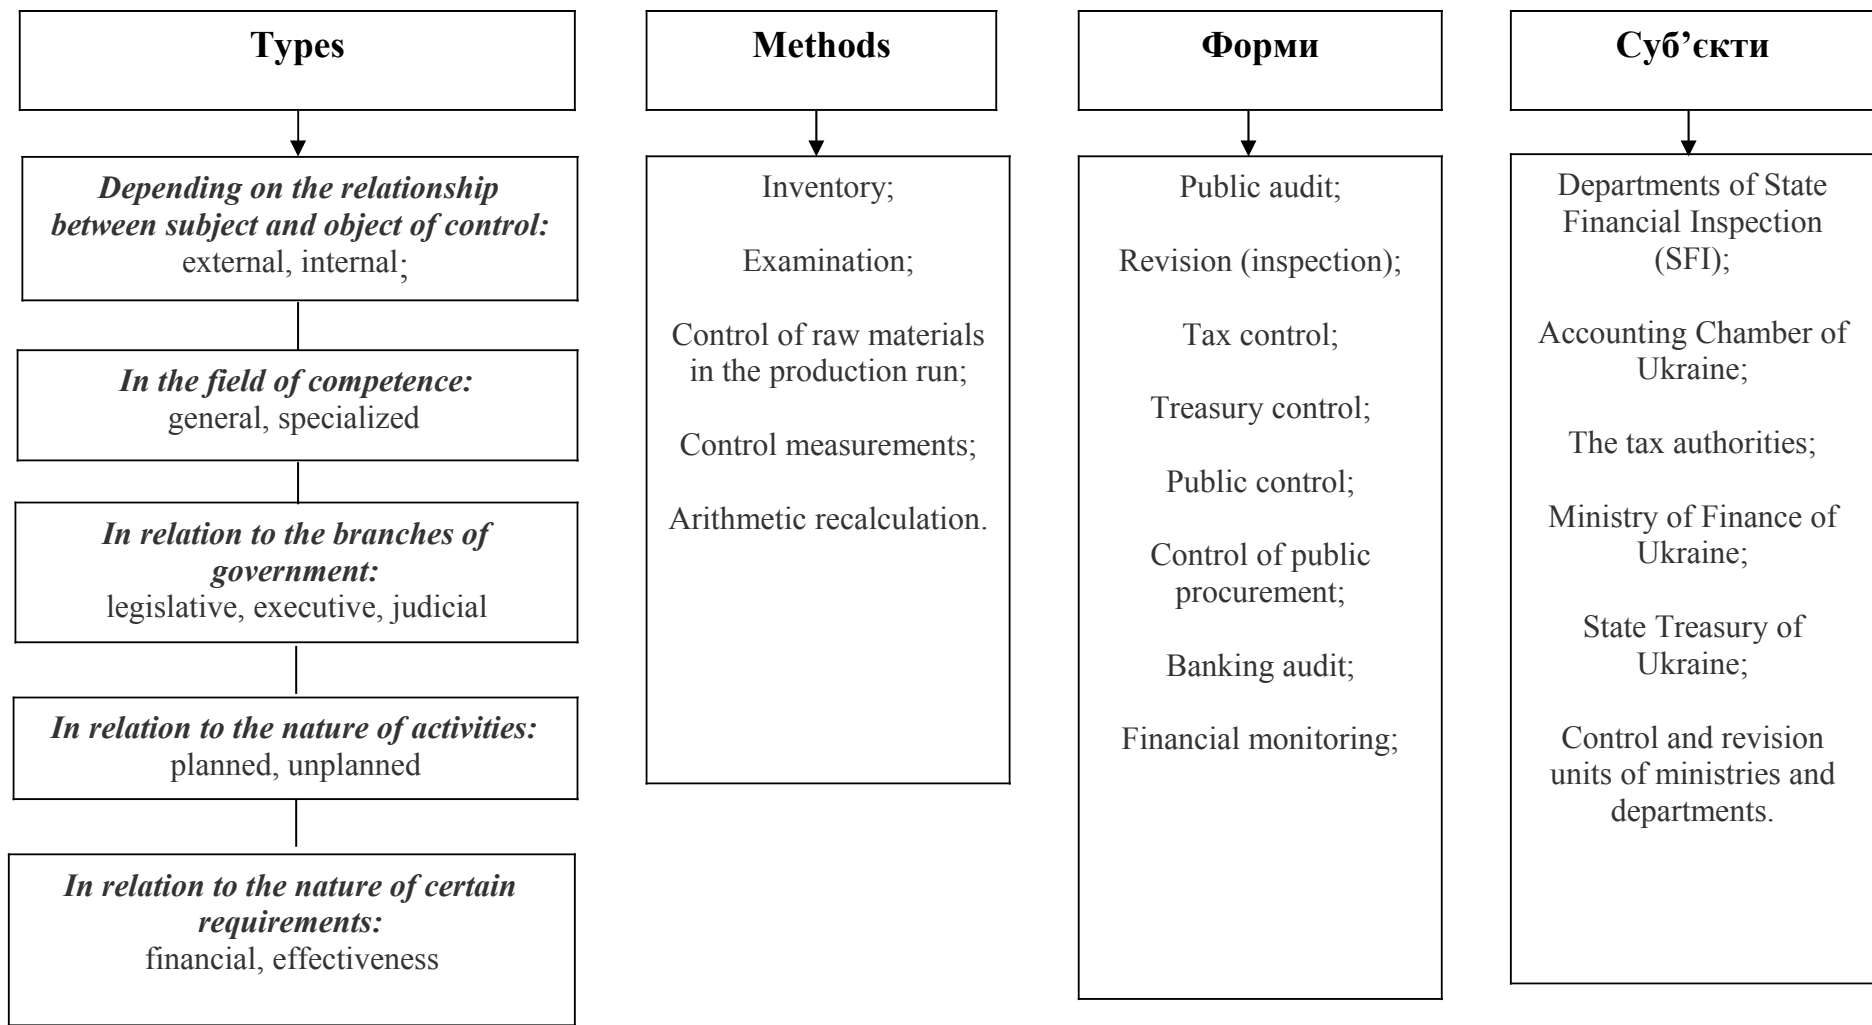 Types
Depending on the relationship
between subject and object of control:
external, internal;
In the field of competence:
general, specialized
In relation to the branches of
government:
legislative, executive, judicial
In relation to the nature of activities:
planned, unplanned
In relation to the nature of certain
requirements:
financial, effectiveness
Methods
Inventory;
Examination;
Control of raw materials
in the production run;
Control measurements;
Arithmetic recalculation.
Форми
Public audit;
Revision (inspection);
Tax control;
Treasury control;
Public control;
Control of public
procurement;
Banking audit;
Financial monitoring;
Суб’єкти
Departments of State
Financial Inspection
(SFI);
Accounting Chamber of
Ukraine;
The tax authorities;
Ministry of Finance of
Ukraine;
State Treasury of
Ukraine;
Control and revision
units of ministries and
departments.